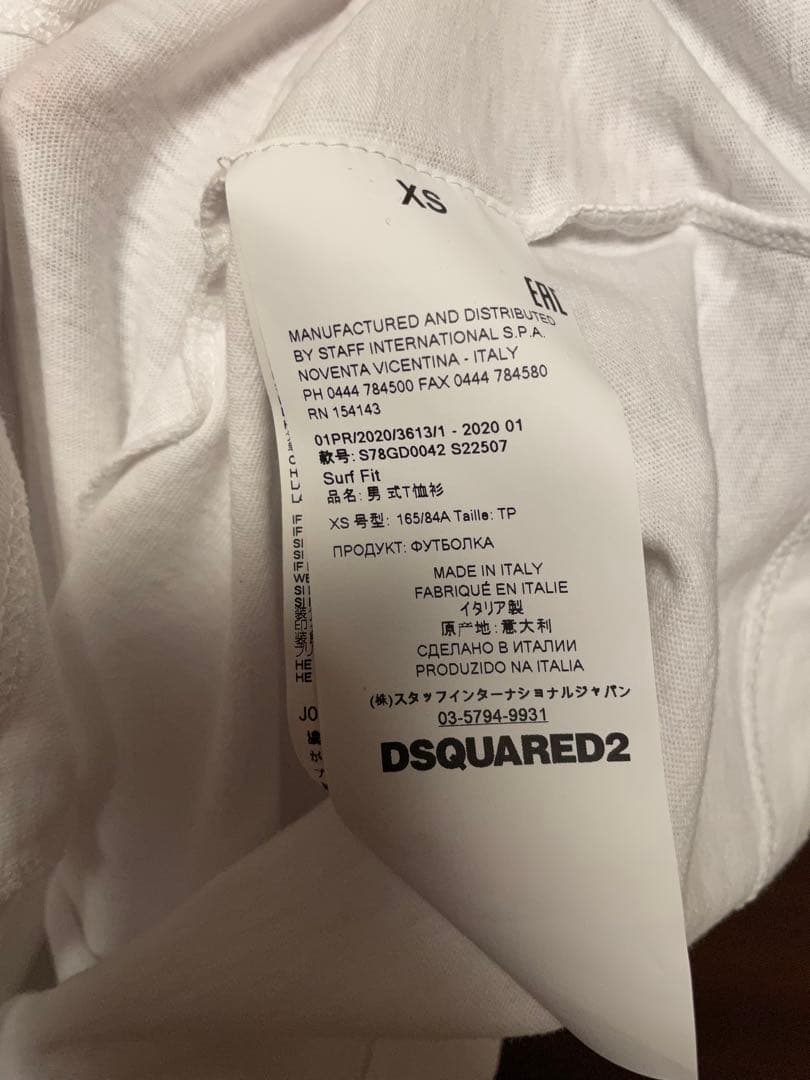 XS
EAC
MANUFACTURED AND DISTRIBUTED
BY STAFF INTERNATIONAL S.P.A.
NOVENTA VICENTINA - ITALY
PH 0444 784500 FAX 0444 784580
RN 154143
01PR/2020/3613/1 - 2020 01
款号: S78GD0042 S22507
Surf Fit
品名: 男 式T恤衫
XS 号型: 165/84A Taille: TP
ПРОДУКТ: ФУТБОЛКА
MADE IN ITALY
FABRIQUÉ EN ITALIE
イタリア製
原产地: 意大利
СДЕЛАНО В ИТАЛИИ
PRODUZIDO NA ITALIA
(株)スタッフインターナショナルジャパン
03-5794-9931
DSQUARED2